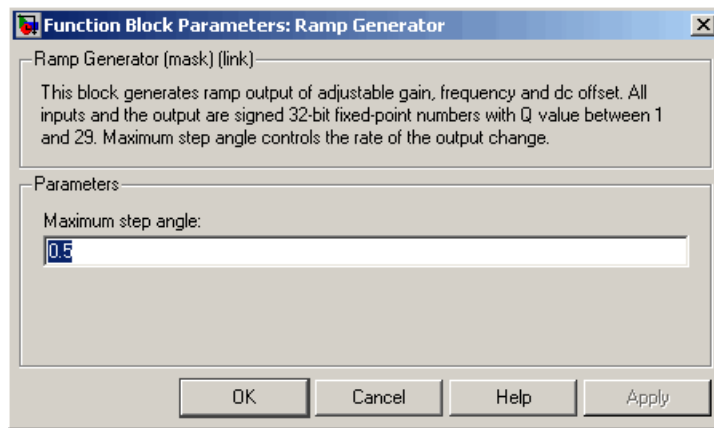 Function Block Parameters: Ramp Generator
Ramp Generator (mask) (link)
This block generates ramp output of adjustable gain, frequency and dc offset. All
inputs and the output are signed 32-bit fixed-point numbers with Q value between 1
and 29. Maximum step angle controls the rate of the output change.
Parameters
Maximum step angle:
0.5
OK Cancel Help Apply